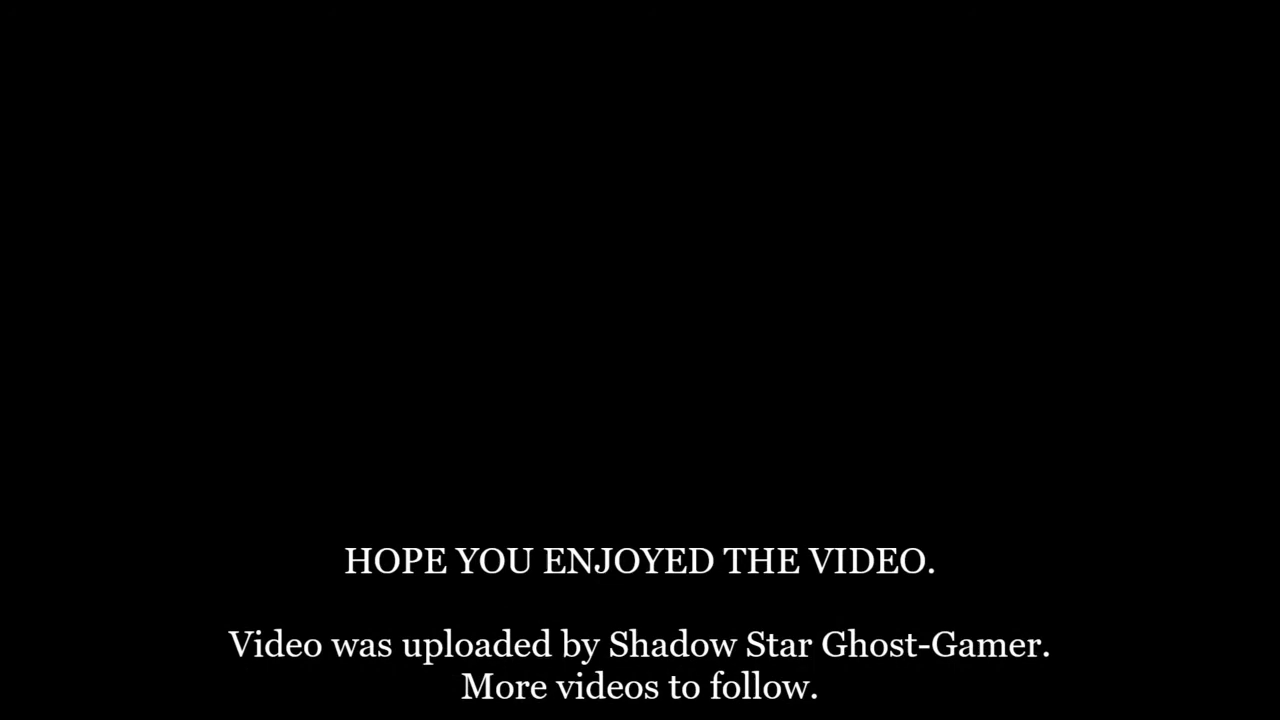 HOPE YOU ENJOYED THE VIDEO.
Video was uploaded by Shadow Star Ghost-Gamer.
More videos to follow.